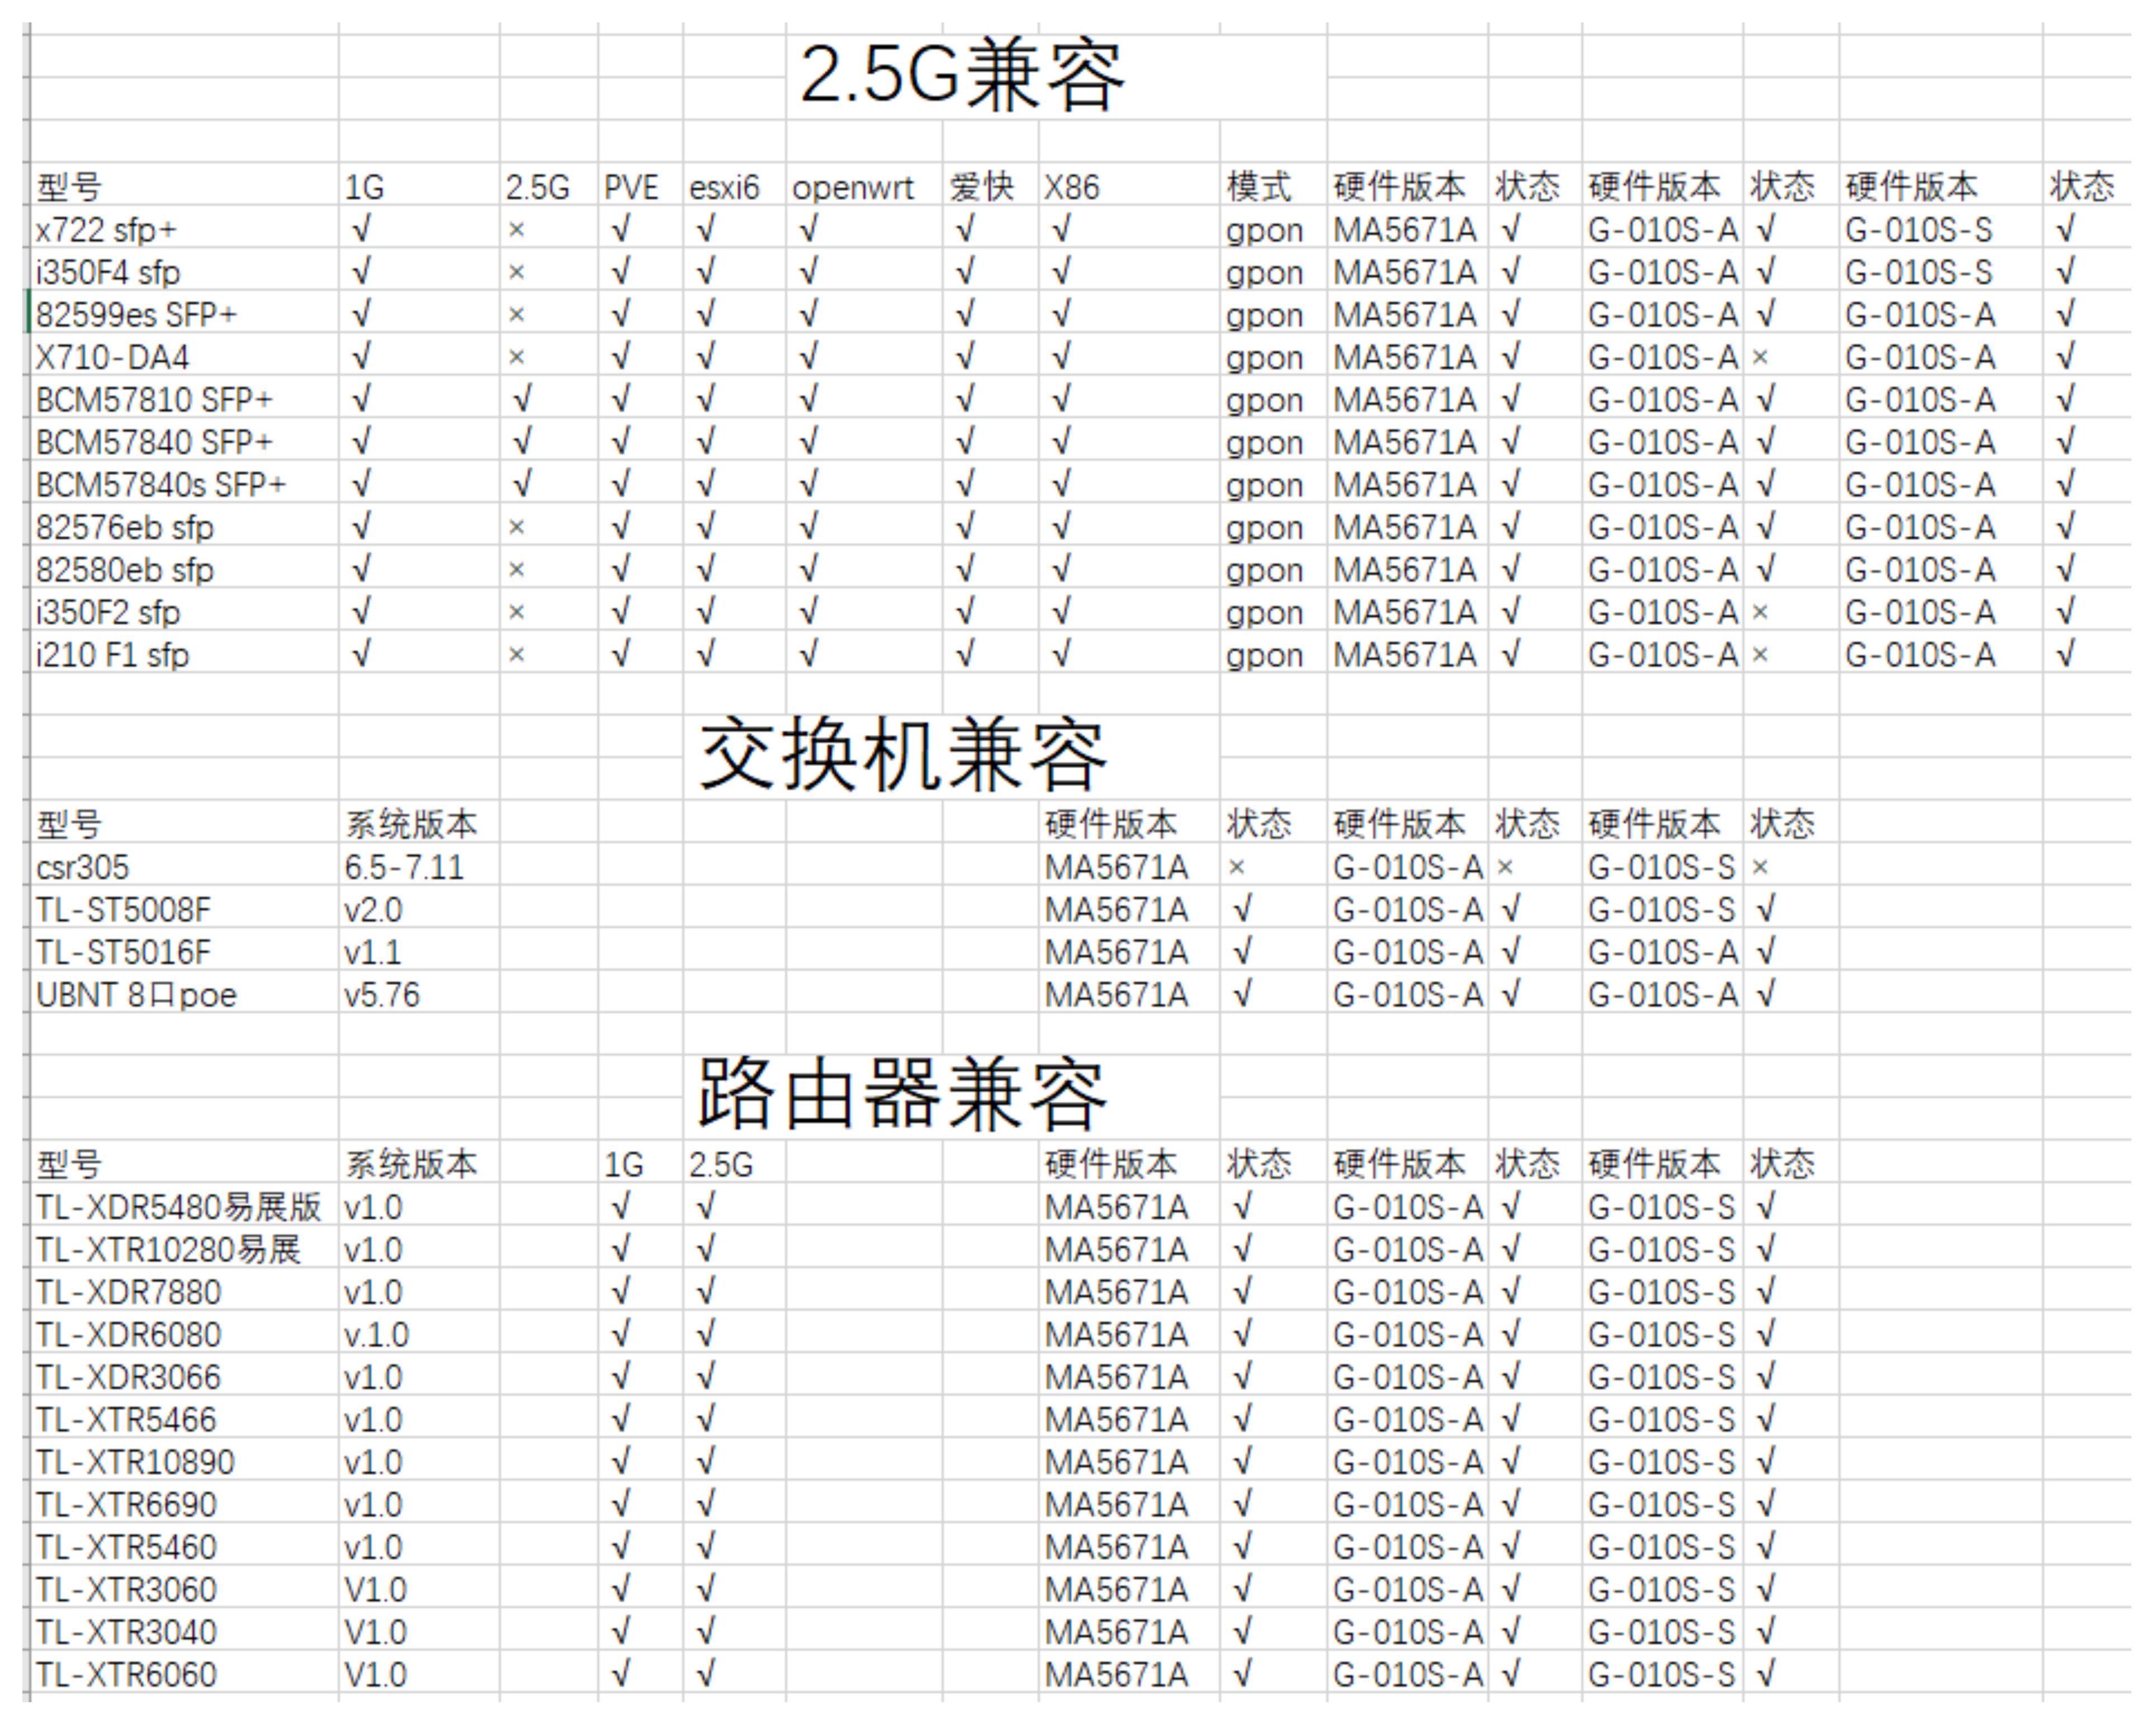 2.5G兼容
型号 1G 2.5G PVE esxi6 openwrt 爱快 X86 模式 硬件版本 状态 硬件版本 状态 硬件版本 状态
x722 sfp+ √ × √ √ √ √ √ gpon MA5671A √ G-010S-A √ G-010S-S √
i350F4 sfp √ × √ √ √ √ √ gpon MA5671A √ G-010S-A √ G-010S-S √
82599es SFP+ √ × √ √ √ √ √ gpon MA5671A √ G-010S-A √ G-010S-A √
X710-DA4 √ × √ √ √ √ √ gpon MA5671A √ G-010S-A × G-010S-A √
BCM57810 SFP+ √ √ √ √ √ √ √ gpon MA5671A √ G-010S-A √ G-010S-A √
BCM57840 SFP+ √ √ √ √ √ √ √ gpon MA5671A √ G-010S-A √ G-010S-A √
BCM57840s SFP+ √ √ √ √ √ √ √ gpon MA5671A √ G-010S-A √ G-010S-A √
82576eb sfp √ × √ √ √ √ √ gpon MA5671A √ G-010S-A √ G-010S-A √
82580eb sfp √ × √ √ √ √ √ gpon MA5671A √ G-010S-A √ G-010S-A √
i350F2 sfp √ × √ √ √ √ √ gpon MA5671A √ G-010S-A × G-010S-A √
i210 F1 sfp √ × √ √ √ √ √ gpon MA5671A √ G-010S-A × G-010S-A √
交换机兼容
型号 系统版本 硬件版本 状态 硬件版本 状态 硬件版本 状态
csr305 6.5-7.11 MA5671A × G-010S-A × G-010S-S ×
TL-ST5008F v2.0 MA5671A √ G-010S-A √ G-010S-S √
TL-ST5016F v1.1 MA5671A √ G-010S-A √ G-010S-A √
UBNT 8口poe v5.76 MA5671A √ G-010S-A √ G-010S-A √
路由器兼容
型号 系统版本 1G 2.5G 硬件版本 状态 硬件版本 状态 硬件版本 状态
TL-XDR5480易展版 v1.0 √ √ MA5671A √ G-010S-A √ G-010S-S √
TL-XTR10280易展 v1.0 √ √ MA5671A √ G-010S-A √ G-010S-S √
TL-XDR7880 v1.0 √ √ MA5671A √ G-010S-A √ G-010S-S √
TL-XDR6080 v.1.0 √ √ MA5671A √ G-010S-A √ G-010S-S √
TL-XDR3066 v1.0 √ √ MA5671A √ G-010S-A √ G-010S-S √
TL-XTR5466 v1.0 √ √ MA5671A √ G-010S-A √ G-010S-S √
TL-XTR10890 v1.0 √ √ MA5671A √ G-010S-A √ G-010S-S √
TL-XTR6690 v1.0 √ √ MA5671A √ G-010S-A √ G-010S-S √
TL-XTR5460 v1.0 √ √ MA5671A √ G-010S-A √ G-010S-S √
TL-XTR3060 V1.0 √ √ MA5671A √ G-010S-A √ G-010S-S √
TL-XTR3040 V1.0 √ √ MA5671A √ G-010S-A √ G-010S-S √
TL-XTR6060 V1.0 √ √ MA5671A √ G-010S-A √ G-010S-S √